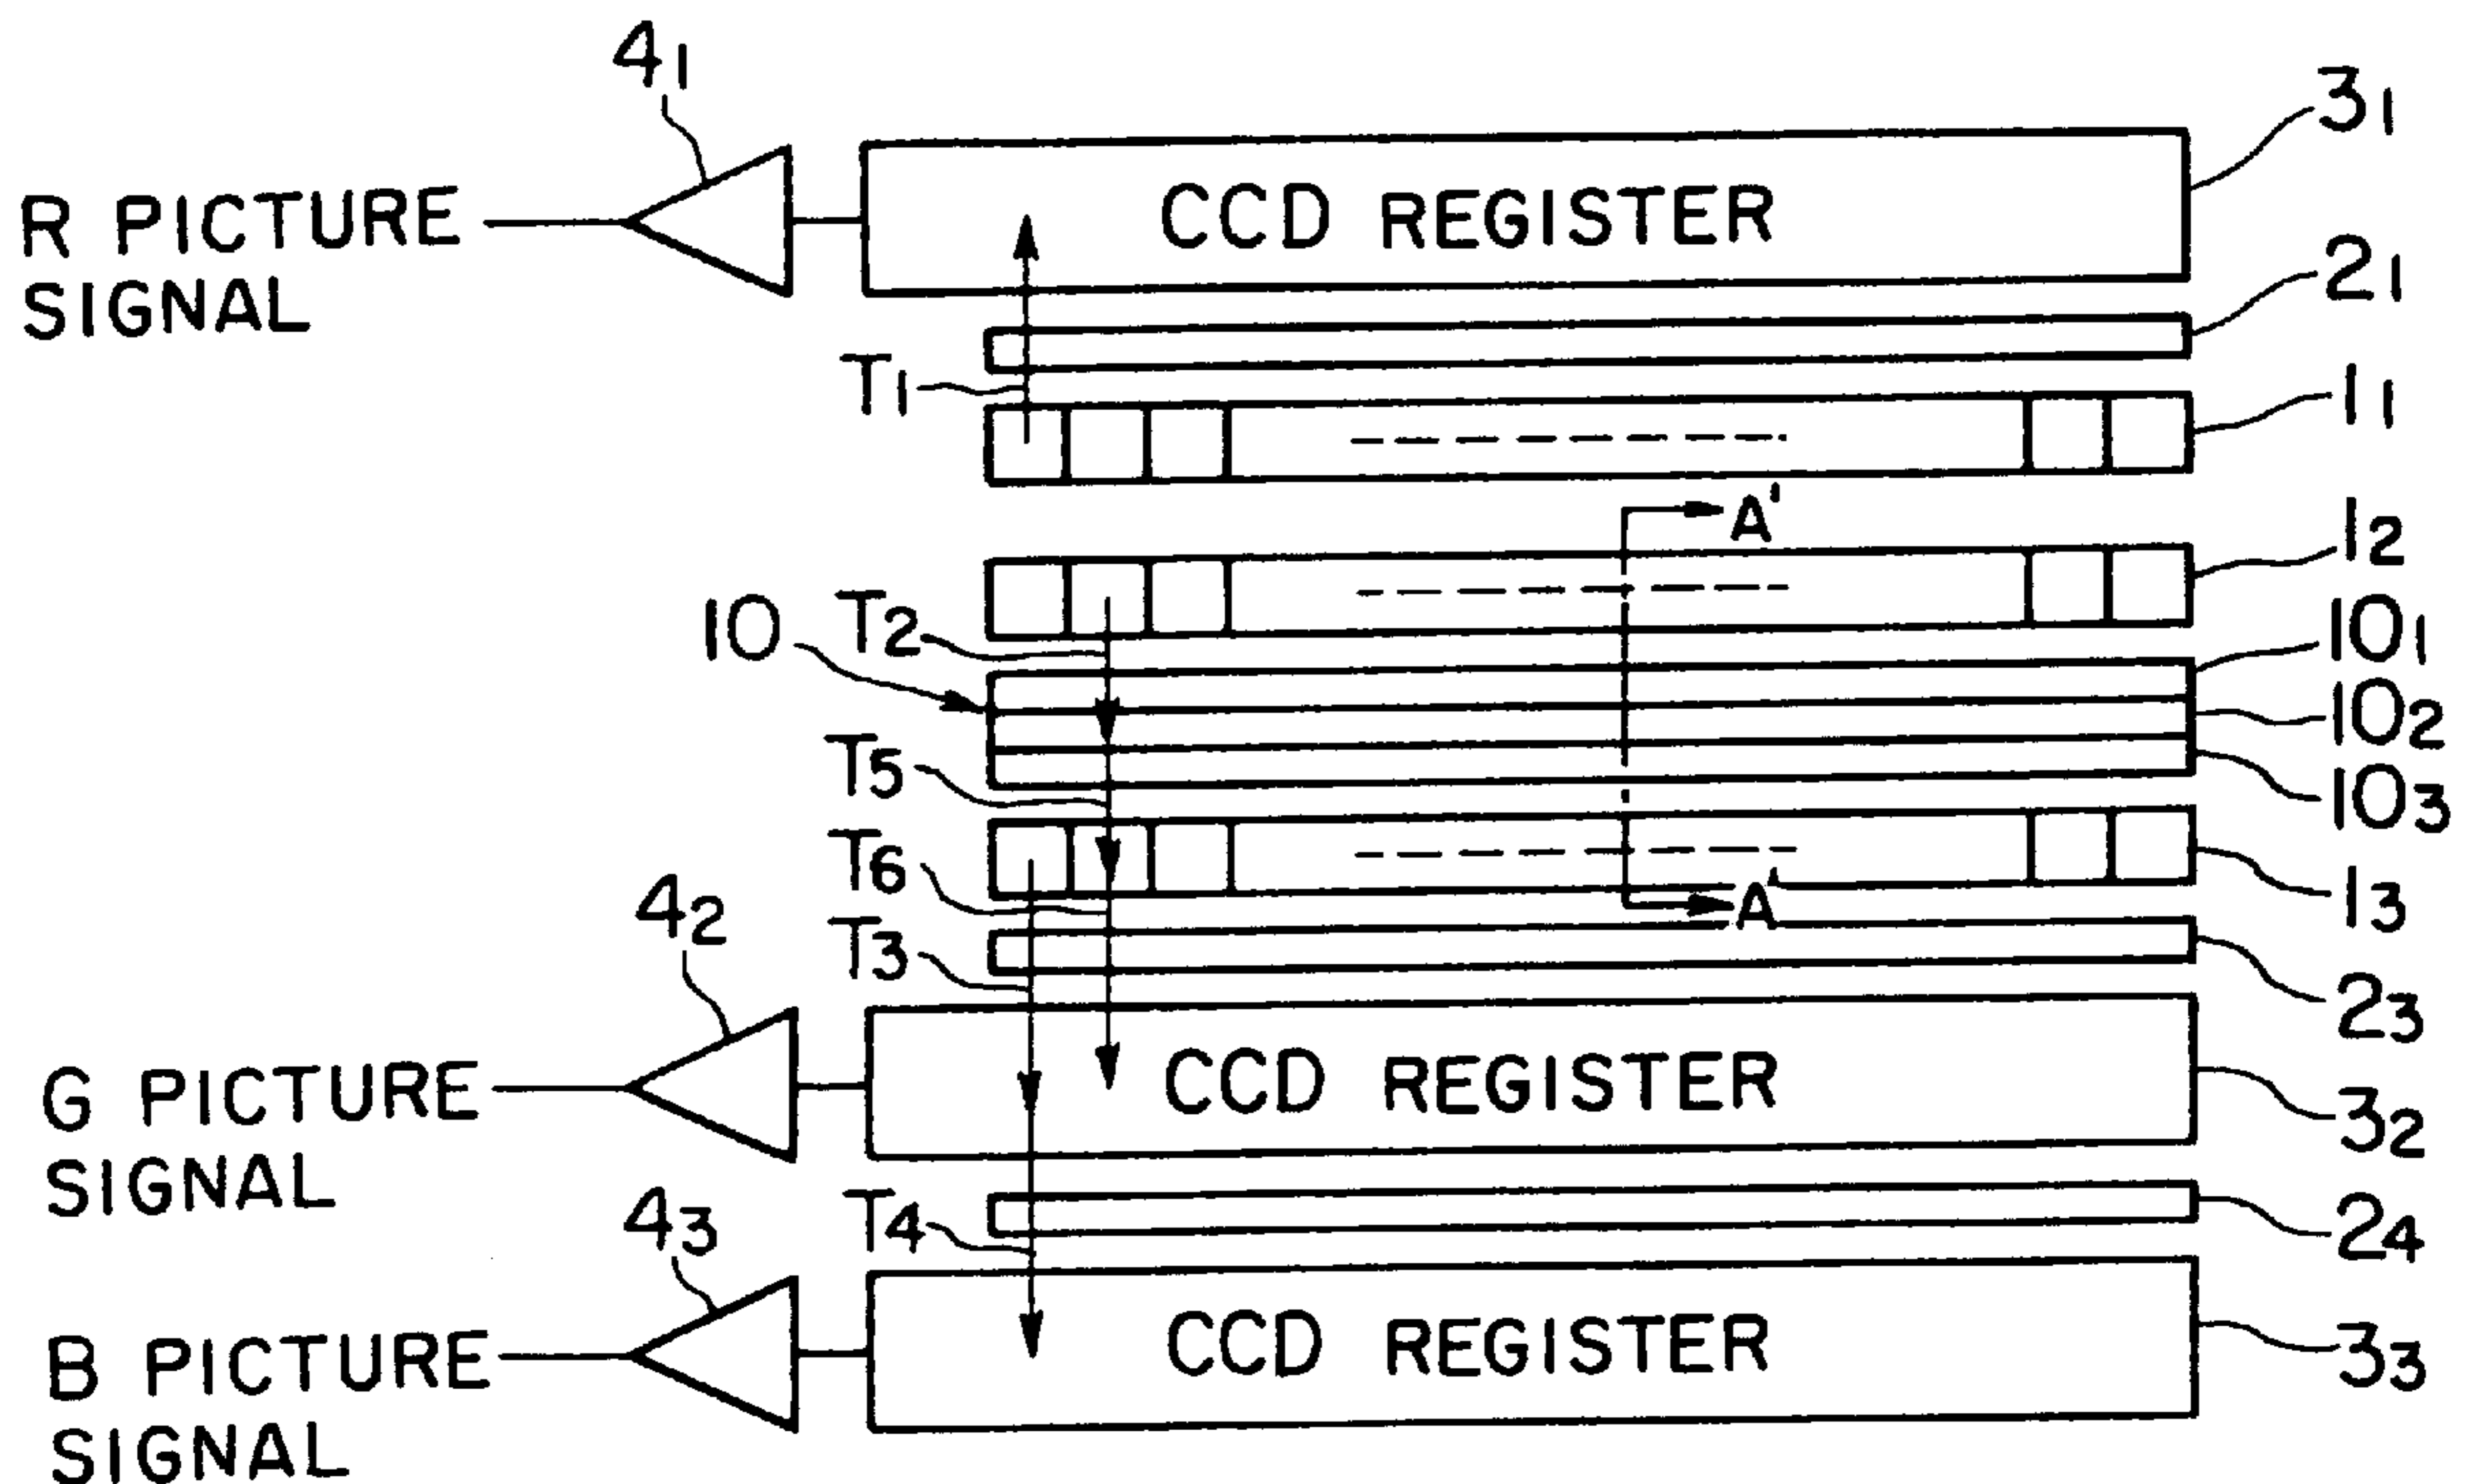 4₁
3₁
R PICTURE
SIGNAL
CCD REGISTER
2₁
T₁
1₁
A'
1₂
10
T₂
10₁
10₂
T₅
10₃
T₆
A
1₃
4₂
T₃
2₃
G PICTURE
SIGNAL
CCD REGISTER
3₂
4₃
T₄
2₄
B PICTURE
SIGNAL
CCD REGISTER
3₃